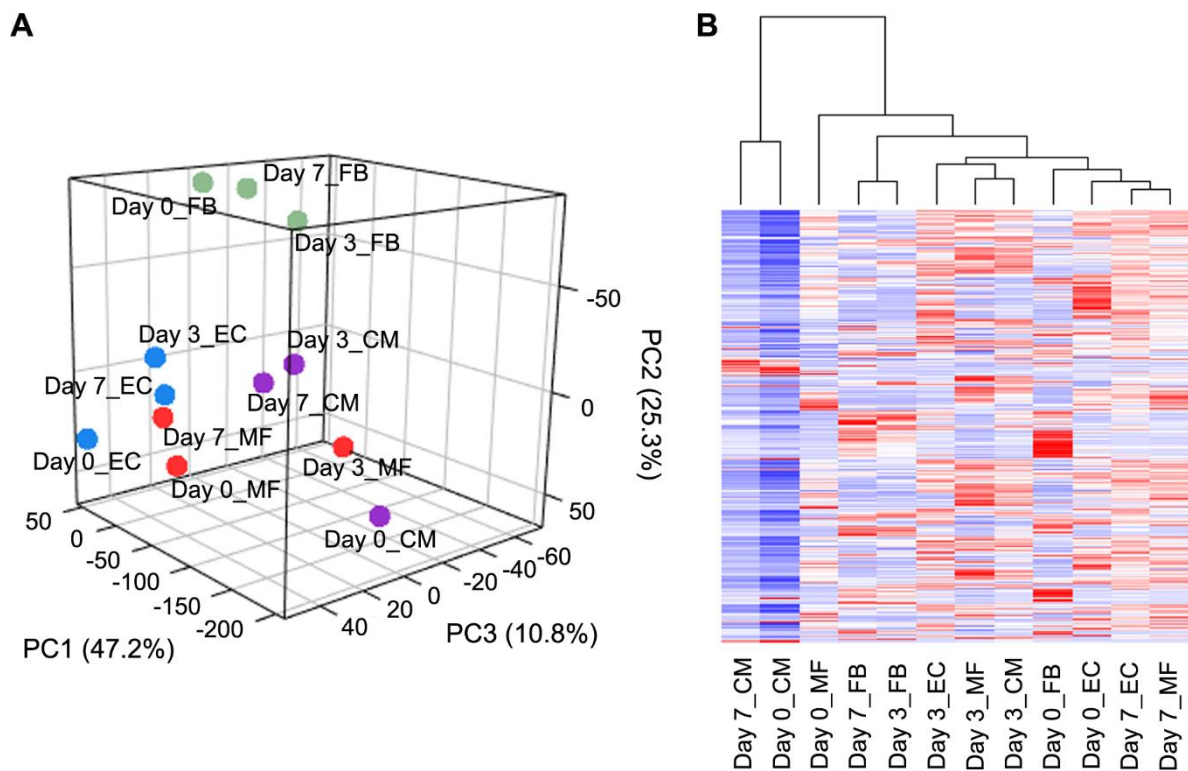 A
Day 7_FB
Day 0_FB
Day 3_FB
Day 3_EC
Day 3_CM
Day 7_EC
Day 7_CM
Day 7_MF
Day 0_EC
Day 3_MF
Day 0_MF
Day 0_CM
-50
0
50
PC2 (25.3%)
50
0
-50
-100
-150
-200
PC1 (47.2%)
40
20
0
-20
-40
-60
PC3 (10.8%)
B
Day 7_CM
Day 0_CM
Day 0_MF
Day 7_FB
Day 3_FB
Day 3_EC
Day 3_MF
Day 3_CM
Day 0_FB
Day 0_EC
Day 7_EC
Day 7_MF